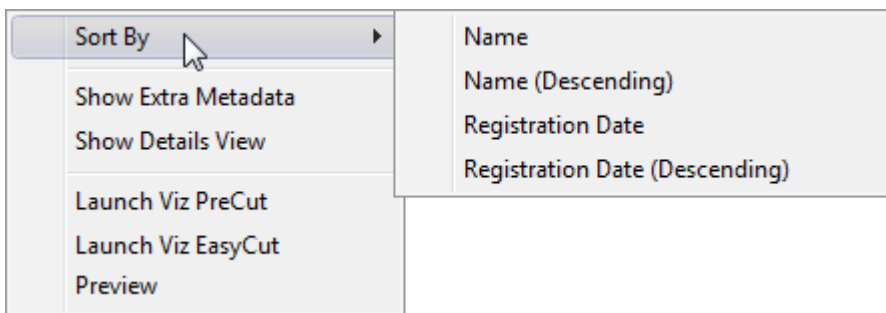 Sort By
Show Extra Metadata
Show Details View
Launch Viz PreCut
Launch Viz EasyCut
Preview
Name
Name (Descending)
Registration Date
Registration Date (Descending)